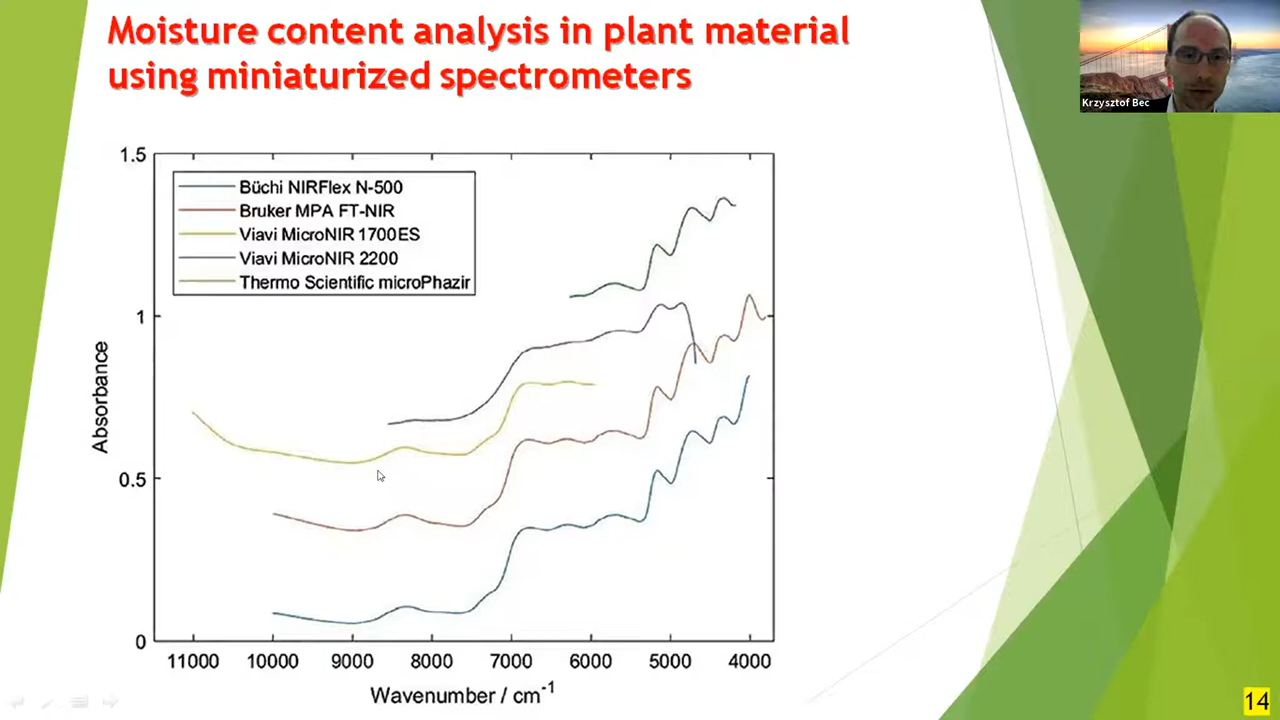 Moisture content analysis in plant material
using miniaturized spectrometers
Krzysztof Bec
1.5
1
0.5
0
Absorbance
Büchi NIRFlex N-500
Bruker MPA FT-NIR
Viavi MicroNIR 1700ES
Viavi MicroNIR 2200
Thermo Scientific microPhazir
11000 10000 9000 8000 7000 6000 5000 4000
Wavenumber / cm⁻¹
14